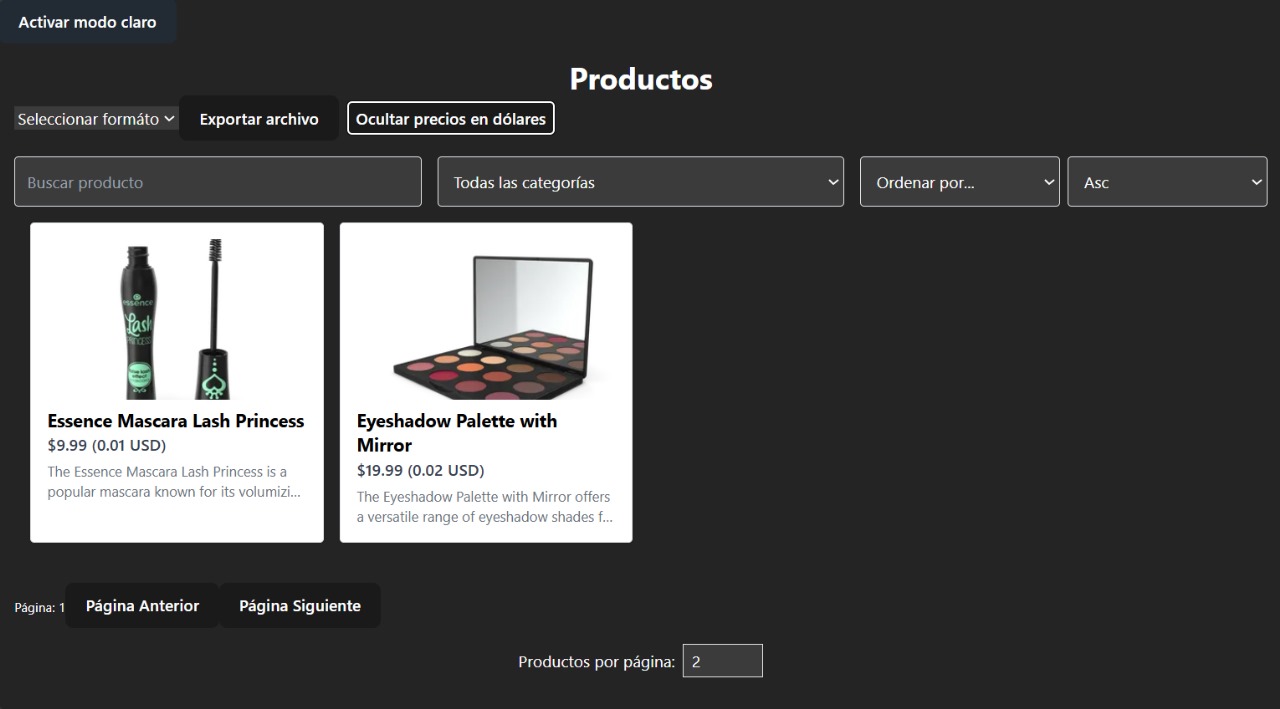 Activar modo claro
Productos
Seleccionar formáto
Exportar archivo
Ocultar precios en dólares
Buscar producto
Todas las categorías
Ordenar por...
Asc
essence
Lash
PRINCESS
Essence Mascara Lash Princess
$9.99 (0.01 USD)
The Essence Mascara Lash Princess is a
popular mascara known for its volumizi...
Eyeshadow Palette with
Mirror
$19.99 (0.02 USD)
The Eyeshadow Palette with Mirror offers
a versatile range of eyeshadow shades f...
Página: 1
Página Anterior
Página Siguiente
Productos por página:
2